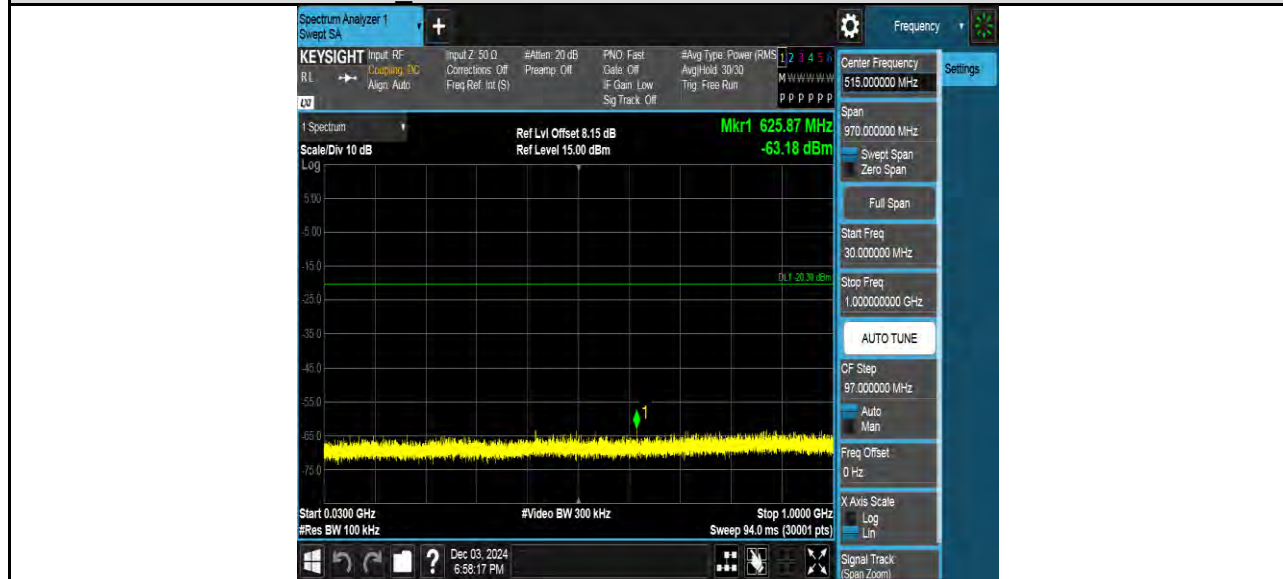 Spectrum Analyzer 1
Swept SA
+
Frequency
KEYSIGHT
Input: RF
Coupling: DC
Align: Auto
Input Z: 50 Ω
Corrections: Off
Freq Ref: Int (S)
#Atten: 20 dB
Preamp: Off
PNO: Fast
Gate: Off
IF Gain: Low
Sig Track: Off
#Avg Type: Power (RMS
Avg|Hold: 30/30
Trig: Free Run
1 2 3 4 5 6
M W W W W W
P P P P P P
RL
LXI
1 Spectrum
Scale/Div 10 dB
Log
Ref Lvl Offset 8.15 dB
Ref Level 15.00 dBm
Mkr1 625.87 MHz
-63.18 dBm
5.00
-5.00
-15.0
DL1 -20.30 dBm
-25.0
-35.0
-45.0
-55.0
1
-65.0
-75.0
Start 0.0300 GHz
#Res BW 100 kHz
#Video BW 300 kHz
Stop 1.0000 GHz
Sweep 94.0 ms (30001 pts)
?
Dec 03, 2024
6:58:17 PM
Center Frequency
515.000000 MHz
Settings
Span
970.000000 MHz
Swept Span
Zero Span
Full Span
Start Freq
30.000000 MHz
Stop Freq
1.000000000 GHz
AUTO TUNE
CF Step
97.000000 MHz
Auto
Man
Freq Offset
0 Hz
X Axis Scale
Log
Lin
Signal Track
(Span Zoom)